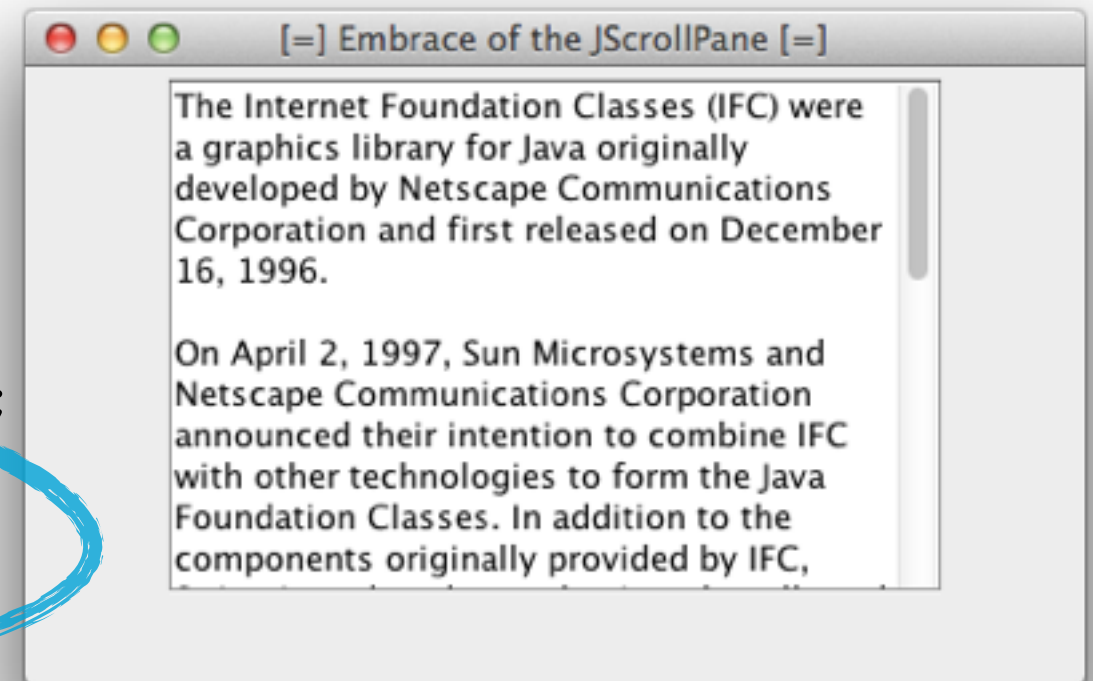 [=] Embrace of the JScrollPane [=]
The Internet Foundation Classes (IFC) were
a graphics library for Java originally
developed by Netscape Communications
Corporation and first released on December
16, 1996.
On April 2, 1997, Sun Microsystems and
Netscape Communications Corporation
announced their intention to combine IFC
with other technologies to form the Java
Foundation Classes. In addition to the
components originally provided by IFC,
;